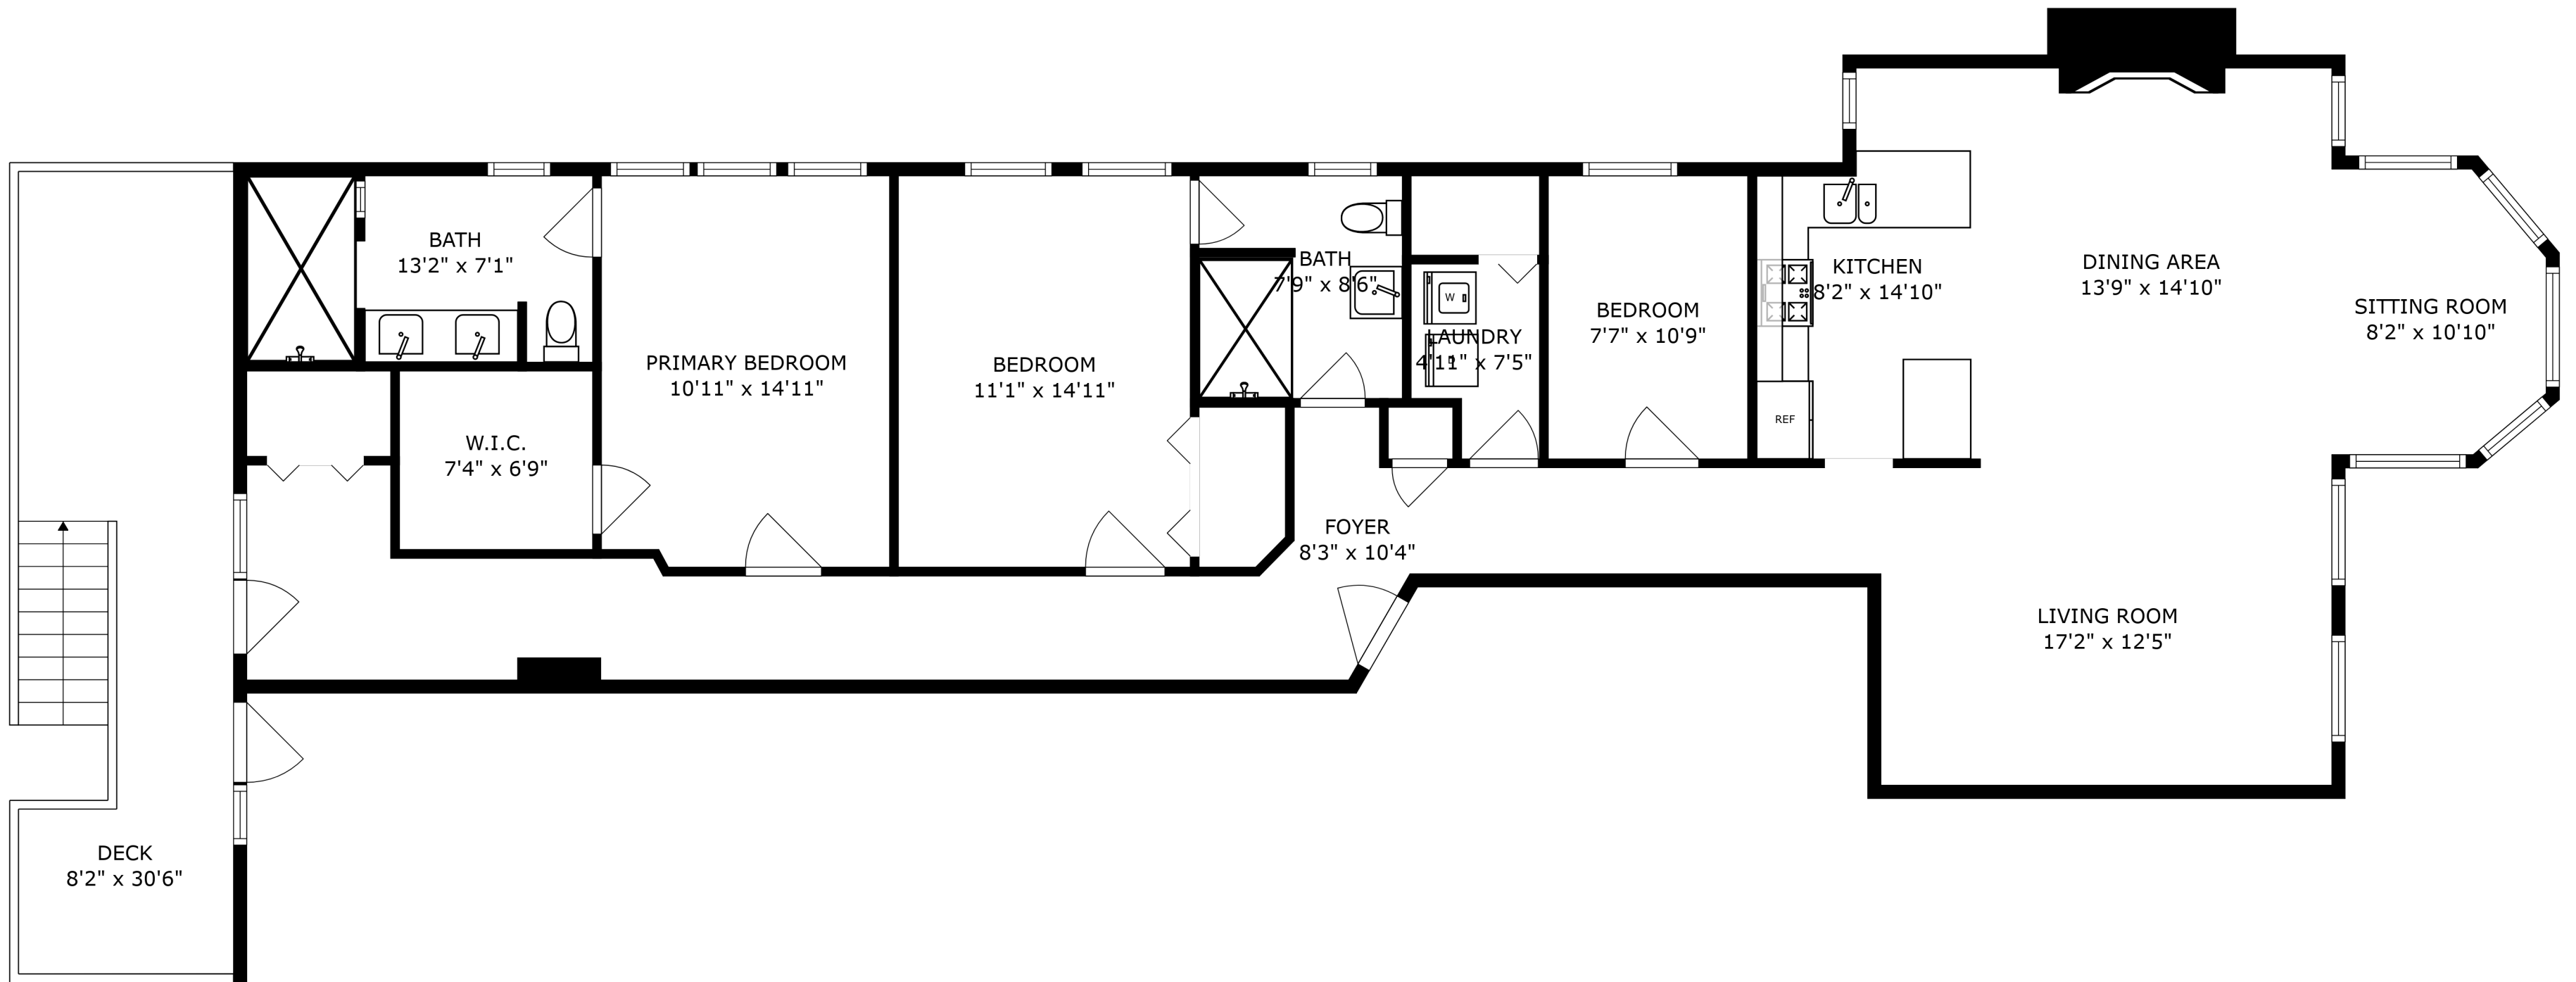 BATH
13'2" x 7'1"
W.I.C.
7'4" x 6'9"
PRIMARY BEDROOM
10'11" x 14'11"
BEDROOM
11'1" x 14'11"
BATH
7'9" x 8'6"
W
LAUNDRY
4'11" x 7'5"
D
BEDROOM
7'7" x 10'9"
KITCHEN
8'2" x 14'10"
REF
DINING AREA
13'9" x 14'10"
SITTING ROOM
8'2" x 10'10"
FOYER
8'3" x 10'4"
LIVING ROOM
17'2" x 12'5"
DECK
8'2" x 30'6"